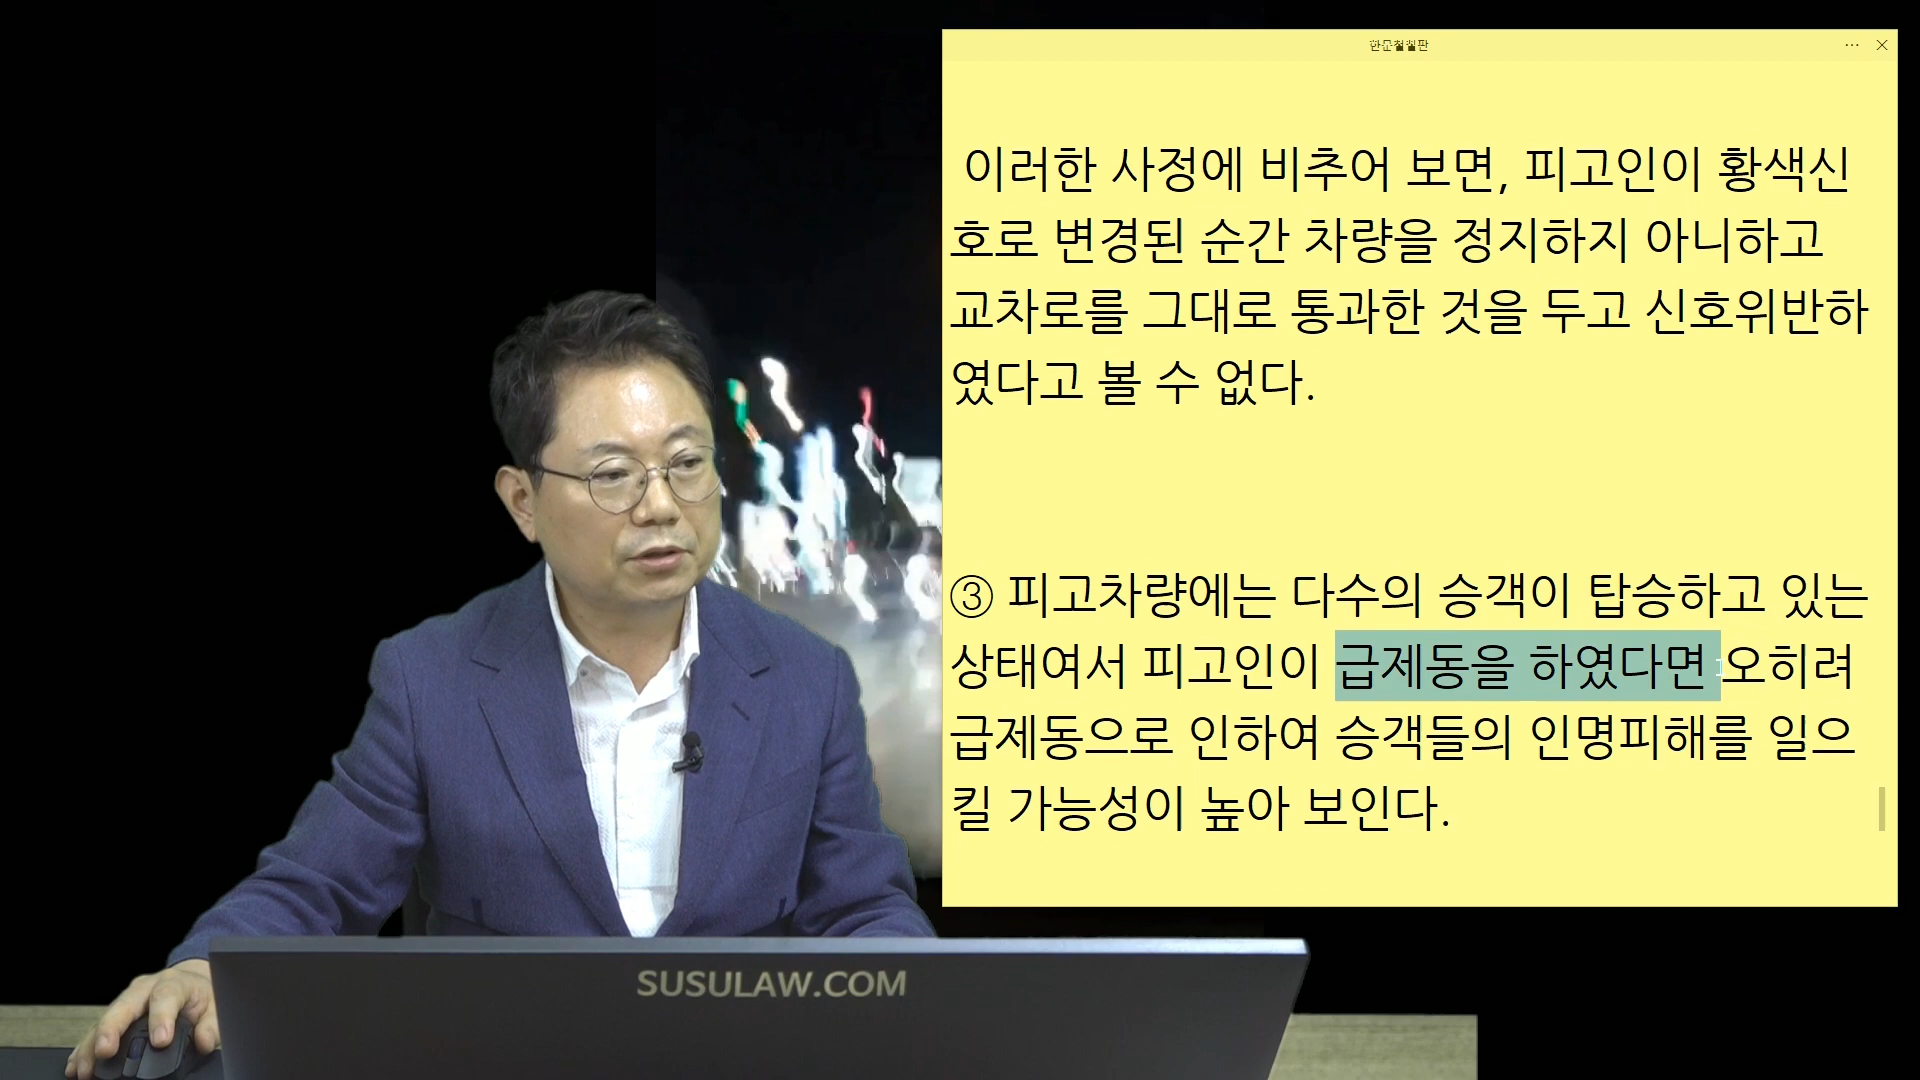 한문철칠판
이러한 사정에 비추어 보면, 피고인이 황색신
호로 변경된 순간 차량을 정지하지 아니하고
교차로를 그대로 통과한 것을 두고 신호위반하
였다고 볼 수 없다.
③ 피고차량에는 다수의 승객이 탑승하고 있는
상태여서 피고인이 급제동을 하였다면 오히려
급제동으로 인하여 승객들의 인명피해를 일으
킬 가능성이 높아 보인다.
SUSULAW.COM